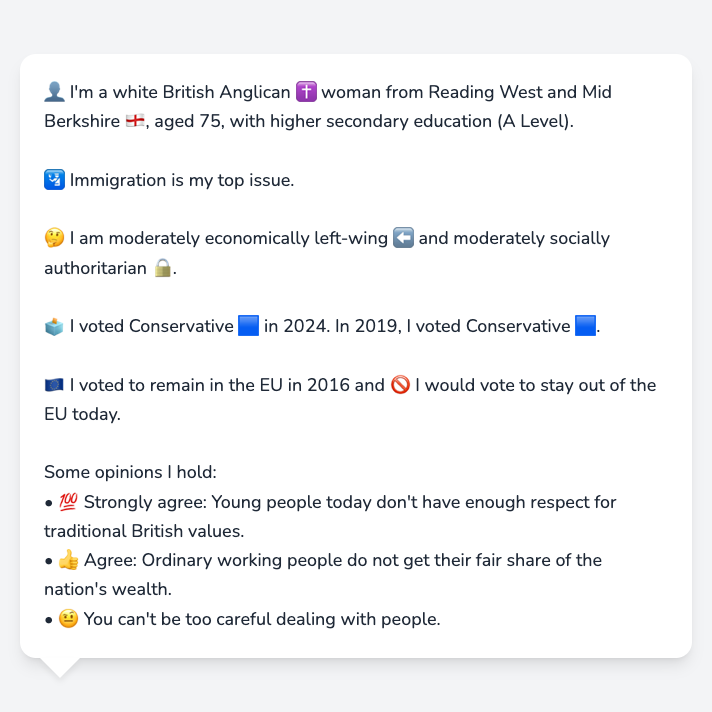 👤 I'm a white British Anglican ✝️ woman from Reading West and Mid
Berkshire 🏴󠁧󠁢󠁥󠁮󠁧󠁿, aged 75, with higher secondary education (A Level).
🛂 Immigration is my top issue.
🤔 I am moderately economically left-wing ⬅️ and moderately socially
authoritarian 🔒.
🗳️ I voted Conservative 🟦 in 2024. In 2019, I voted Conservative 🟦.
🇪🇺 I voted to remain in the EU in 2016 and 🚫 I would vote to stay out of the
EU today.
Some opinions I hold:
• 💯 Strongly agree: Young people today don't have enough respect for
traditional British values.
• 👍 Agree: Ordinary working people do not get their fair share of the
nation's wealth.
• 🤨 You can't be too careful dealing with people.